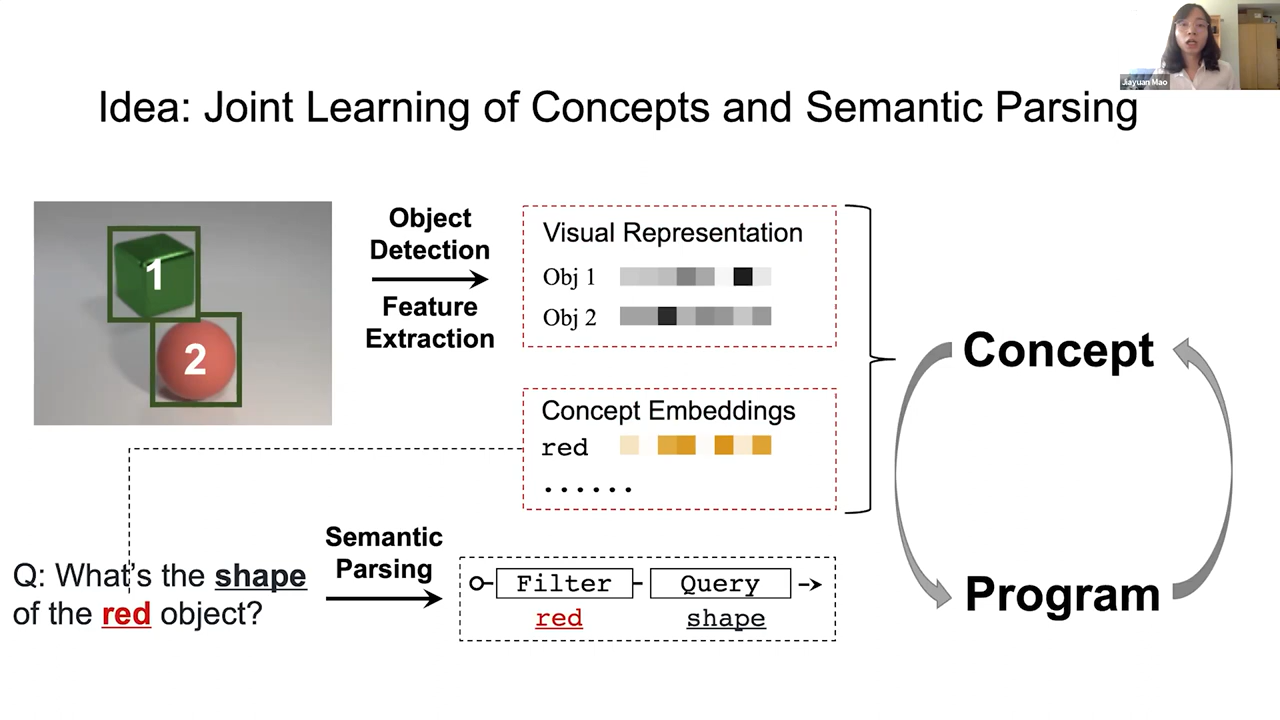 Jiayuan Mao
Idea: Joint Learning of Concepts and Semantic Parsing
1
2
Object
Detection
Feature
Extraction
Visual Representation
Obj 1
Obj 2
Concept Embeddings
red
......
Concept
Program
Q: What's the shape
of the red object?
Semantic
Parsing
Filter
Query
red
shape